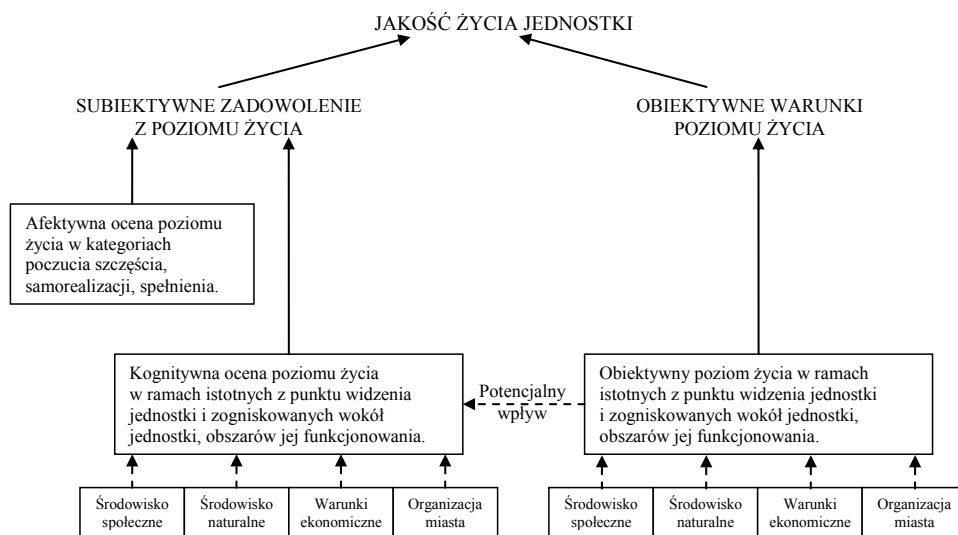 JAKOŚĆ ŻYCIA JEDNOSTKI
SUBIEKTYWNE ZADOWOLENIE
Z POZIOMU ŻYCIA
OBIEKTYWNE WARUNKI
POZIOMU ŻYCIA
Afektywna ocena poziomu
życia w kategoriach
poczucia szczęścia,
samorealizacji, spełnienia.
Kognitywna ocena poziomu życia
w ramach istotnych z punktu widzenia
jednostki i zogniskowanych wokół
jednostki, obszarów jej funkcjonowania.
Potencjalny
wpływ
Obiektywny poziom życia w ramach
istotnych z punktu widzenia jednostki
i zogniskowanych wokół jednostki,
obszarów jej funkcjonowania.
Środowisko
społeczne
Środowisko
naturalne
Warunki
ekonomiczne
Organizacja
miasta
Środowisko
społeczne
Środowisko
naturalne
Warunki
ekonomiczne
Organizacja
miasta